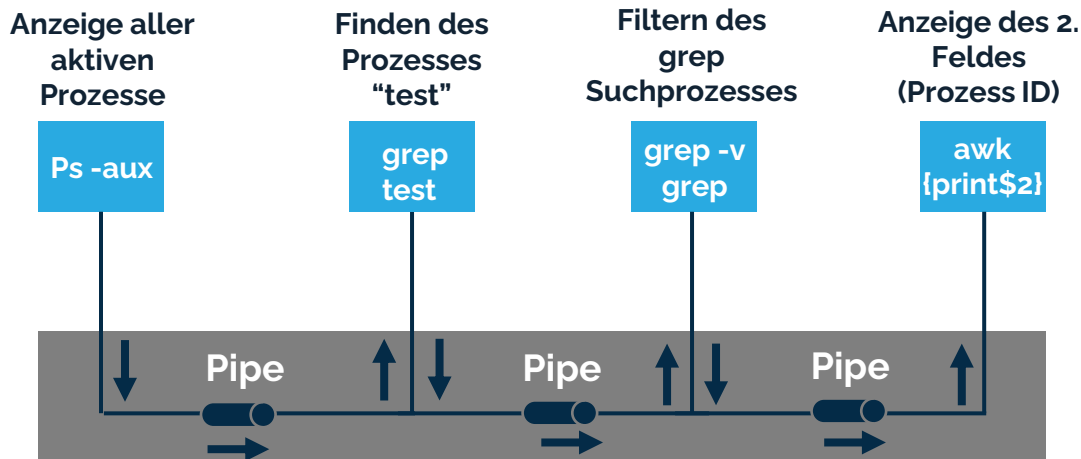 Anzeige aller
aktiven
Prozesse
Finden des
Prozesses
“test”
Filtern des
grep
Suchprozesses
Anzeige des 2.
Feldes
(Prozess ID)
Ps -aux
grep
test
grep -v
grep
awk
{print$2}
Pipe
Pipe
Pipe